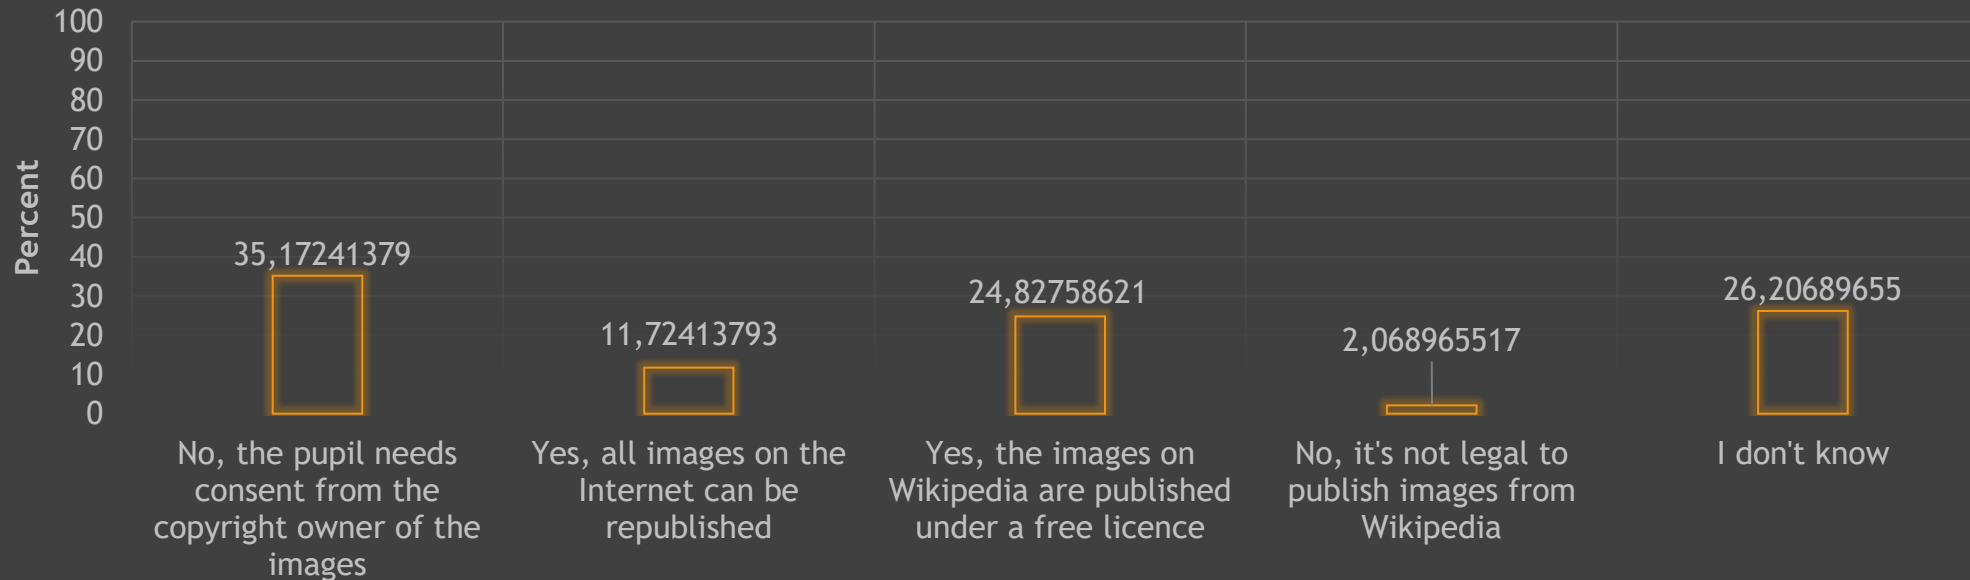 Percent
100
90
80
70
60
50
40
30
20
10
0
35,17241379
11,72413793
24,82758621
2,068965517
26,20689655
No, the pupil needs
consent from the
copyright owner of the
images
Yes, all images on the
Internet can be
republished
Yes, the images on
Wikipedia are published
under a free licence
No, it's not legal to
publish images from
Wikipedia
I don't know